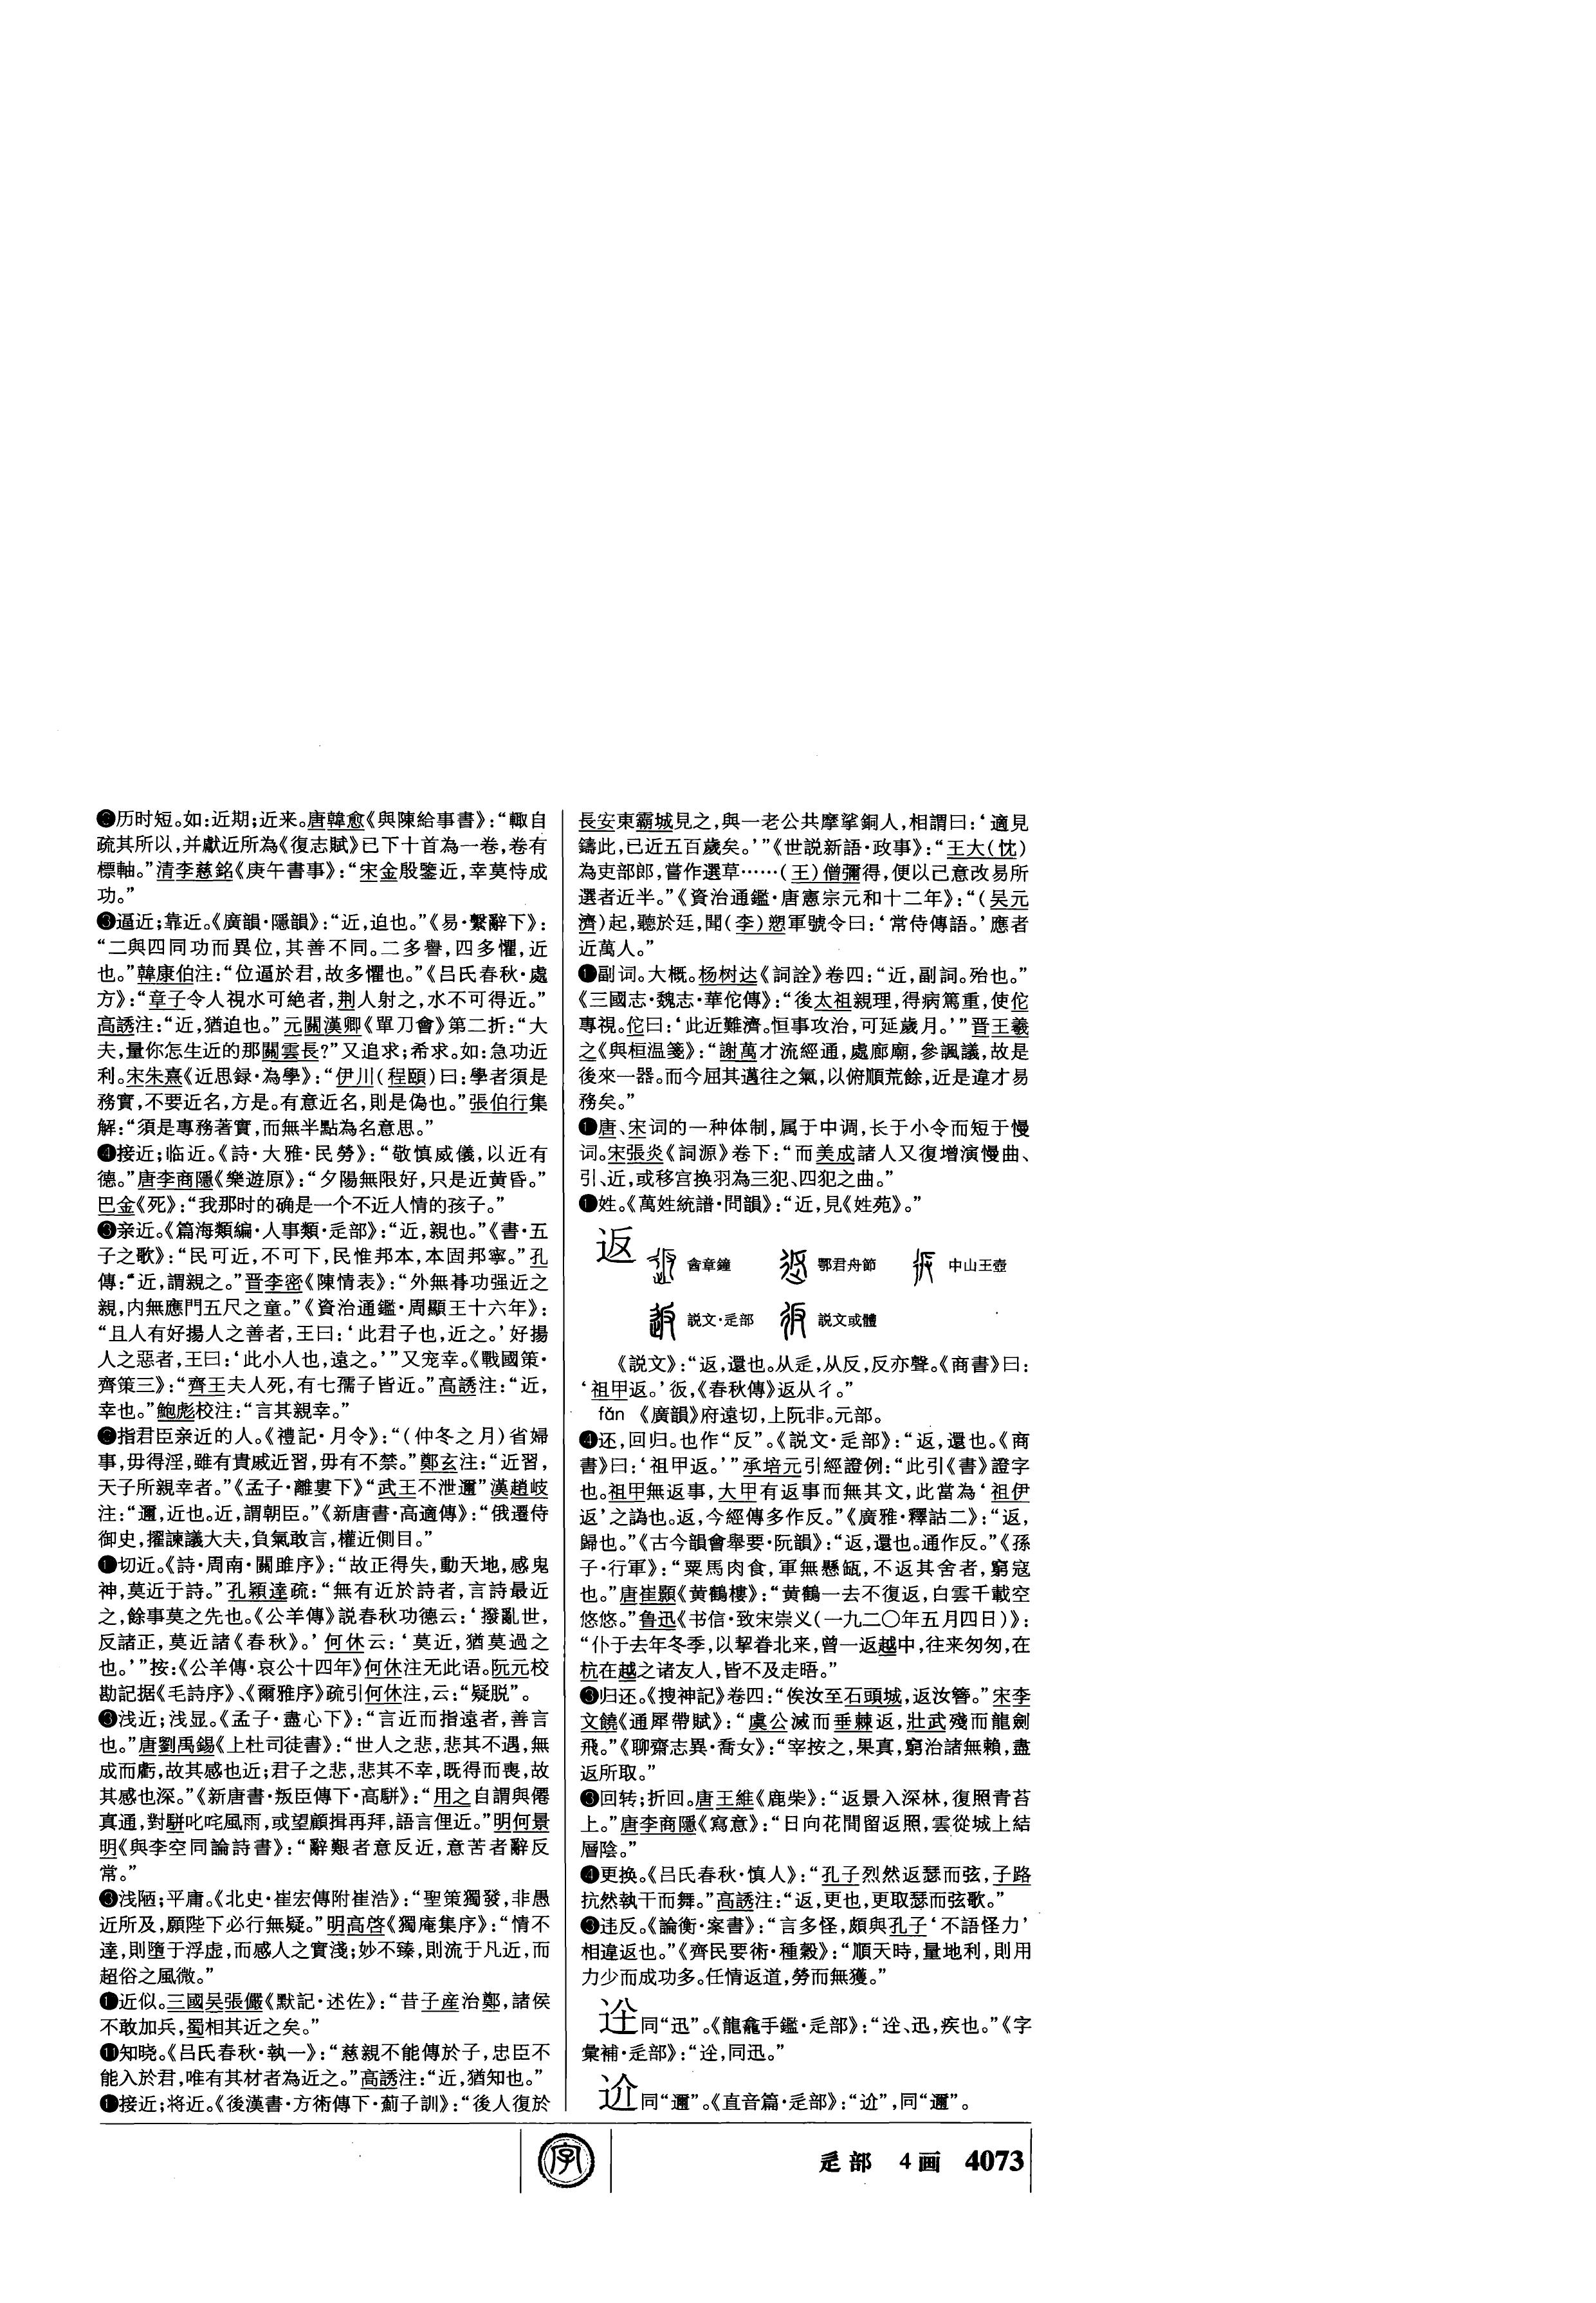 ❷历时短。如:近期;近来。唐韓愈《與陳給事書》:“輙自
疏其所以,并獻近所為《復志賦》已下十首為一卷,卷有
標軸。”清李慈銘《庚午書事》:“宋金殷鑒近,幸莫恃成
功。”
❸逼近;靠近。《廣韻·隱韻》:“近,迫也。”《易·繫辭下》:
“二與四同功而異位,其善不同。二多譽,四多懼,近
也。”韓康伯注:“位逼於君,故多懼也。”《吕氏春秋·處
方》:“章子令人視水可絶者,荆人射之,水不可得近。”
高誘注:“近,猶迫也。”元關漢卿《單刀會》第二折:“大
夫,量你怎生近的那關雲長?”又追求;希求。如:急功近
利。宋朱熹《近思録·為學》:“伊川(程頤)曰:學者須是
務實,不要近名,方是。有意近名,則是偽也。”張伯行集
解:“須是專務著實,而無半點為名意思。”
❹接近;临近。《詩·大雅·民勞》:“敬慎威儀,以近有
德。”唐李商隱《樂遊原》:“夕陽無限好,只是近黄昏。”
巴金《死》:“我那时的确是一个不近人情的孩子。”
亲近。《篇海類編·人事類·辵部》:“近,親也。”《書·五
子之歌》:“民可近,不可下,民惟邦本,本固邦寧。”孔
傳:“近,謂親之。”晋李密《陳情表》:“外無朞功强近之
親,内無應門五尺之童。”《資治通鑑·周顯王十六年》:
“且人有好揚人之善者,王曰:‘此君子也,近之。’好揚
人之惡者,王曰:‘此小人也,遠之。’”又宠幸。《戰國策·
齊策三》:“齊王夫人死,有七孺子皆近。”高誘注:“近,
幸也。”鮑彪校注:“言其親幸。”
指君臣亲近的人。《禮記·月令》:“(仲冬之月)省婦
事,毋得淫,雖有貴戚近習,毋有不禁。”鄭玄注:“近習,
天子所親幸者。”《孟子·離婁下》“武王不泄邇”漢趙岐
注:“邇,近也。近,謂朝臣。”《新唐書·高適傳》:“俄遷侍
御史,擢諫議大夫,負氣敢言,權近側目。”
切近。《詩·周南·關雎序》:“故正得失,動天地,感鬼
神,莫近于詩。”孔穎達疏:“無有近於詩者,言詩最近
之,餘事莫之先也。《公羊傳》説春秋功德云:‘撥亂世,
反諸正,莫近諸《春秋》。’何休云:‘莫近,猶莫過之
也。’”按:《公羊傳·哀公十四年》何休注无此语。阮元校
勘記据《毛詩序》、《爾雅序》疏引何休注,云:“疑脱”。
浅近;浅显。《孟子·盡心下》:“言近而指遠者,善言
也。”唐劉禹錫《上杜司徒書》:“世人之悲,悲其不遇,無
成而虧,故其感也近;君子之悲,悲其不幸,既得而喪,故
其感也深。”《新唐書·叛臣傳下·高駢》:“用之自謂與僊
真通,對駢叱咤風雨,或望顧揖再拜,語言俚近。”明何景
明《與李空同論詩書》:“辭艱者意反近,意苦者辭反
常。”
浅陋;平庸。《北史·崔宏傳附崔浩》:“聖策獨發,非愚
近所及,願陛下必行無疑。”明高啓《獨庵集序》:“情不
達,則墮于浮虚,而感人之實淺;妙不臻,則流于凡近,而
超俗之風微。”
近似。三國吴張儼《默記·述佐》:“昔子産治鄭,諸侯
不敢加兵,蜀相其近之矣。”
⓫知晓。《吕氏春秋·執一》:“慈親不能傳於子,忠臣不
能入於君,唯有其材者為近之。”高誘注:“近,猶知也。”
接近;将近。《後漢書·方術傳下·薊子訓》:“後人復於
長安東霸城見之,與一老公共摩挲銅人,相謂曰:‘適見
鑄此,已近五百歲矣。’”《世説新語·政事》:“王大(忱)
為吏部郎,嘗作選草……(王)僧彌得,便以己意改易所
選者近半。”《資治通鑑·唐憲宗元和十二年》:“(吴元
濟)起,聽於廷,聞(李)愬軍號令曰:‘常侍傳語。’應者
近萬人。”
副词。大概。杨树达《詞詮》卷四:“近,副詞。殆也。”
《三國志·魏志·華佗傳》:“後太祖親理,得病篤重,使佗
專視。佗曰:‘此近難濟。恒事攻治,可延歲月。’”晋王羲
之《與桓温箋》:“謝萬才流經通,處廊廟,參諷議,故是
後來一器。而今屈其邁往之氣,以俯順荒餘,近是違才易
務矣。”
唐、宋词的一种体制,属于中调,长于小令而短于慢
词。宋張炎《詞源》卷下:“而美成諸人又復增演慢曲、
引、近,或移宫换羽為三犯、四犯之曲。”
姓。《萬姓統譜·問韻》:“近,見《姓苑》。”
返 酓章鐘 鄂君舟節 中山王壺
説文·辵部 説文或體
《説文》:“返,還也。从辵,从反,反亦聲。《商書》曰:
‘祖甲返。’彶,《春秋傳》返从彳。”
fǎn 《廣韻》府遠切,上阮非。元部。
还,回归。也作“反”。《説文·辵部》:“返,還也。《商
書》曰:‘祖甲返。’”承培元引經證例:“此引《書》證字
也。祖甲無返事,大甲有返事而無其文,此當為‘祖伊
返’之譌也。返,今經傳多作反。”《廣雅·釋詁二》:“返,
歸也。”《古今韻會舉要·阮韻》:“返,還也。通作反。”《孫
子·行軍》:“粟馬肉食,軍無懸缻,不返其舍者,窮寇
也。”唐崔顥《黄鶴樓》:“黄鶴一去不復返,白雲千載空
悠悠。”鲁迅《书信·致宋崇义(一九二〇年五月四日)》:
“仆于去年冬季,以挈眷北来,曾一返越中,往来匆匆,在
杭在越之诸友人,皆不及走晤。”
归还。《搜神記》卷四:“俟汝至石頭城,返汝簪。”宋李
文饒《通犀帶賦》:“虞公滅而垂棘返,壯武殘而龍劍
飛。”《聊齋志異·喬女》:“宰按之,果真,窮治諸無賴,盡
返所取。”
❸回转;折回。唐王維《鹿柴》:“返景入深林,復照青苔
上。”唐李商隱《寫意》:“日向花間留返照,雲從城上結
層陰。”
❹更换。《吕氏春秋·慎人》:“孔子烈然返瑟而弦,子路
抗然執干而舞。”高誘注:“返,更也,更取瑟而弦歌。”
违反。《論衡·案書》:“言多怪,頗與孔子‘不語怪力’
相違返也。”《齊民要術·種穀》:“順天時,量地利,則用
力少而成功多。任情返道,勞而無獲。”
同“迅”。《龍龕手鑑·辵部》:“迅,疾也。”《字
彙補·辵部》:“同迅。”
迩同“邇”。《直音篇·辵部》:“同“邇”。
字
辵部 4画 4073